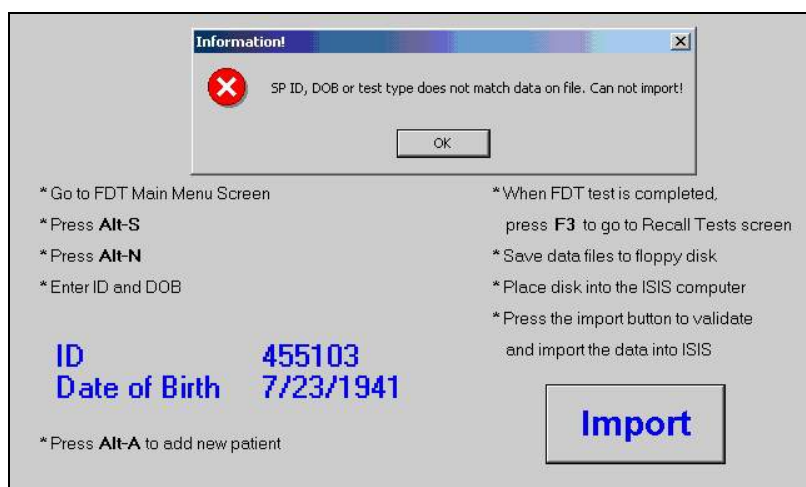 Information!
SP ID, DOB or test type does not match data on file. Can not import!
OK
*Go to FDT Main Menu Screen
*Press Alt-S
*Press Alt-N
*Enter ID and DOB
ID 455103
Date of Birth 7/23/1941
*Press Alt-A to add new patient
*When FDT test is completed,
press F3 to go to Recall Tests screen
*Save data files to floppy disk
*Place disk into the ISIS computer
*Press the import button to validate
and import the data into ISIS
Import